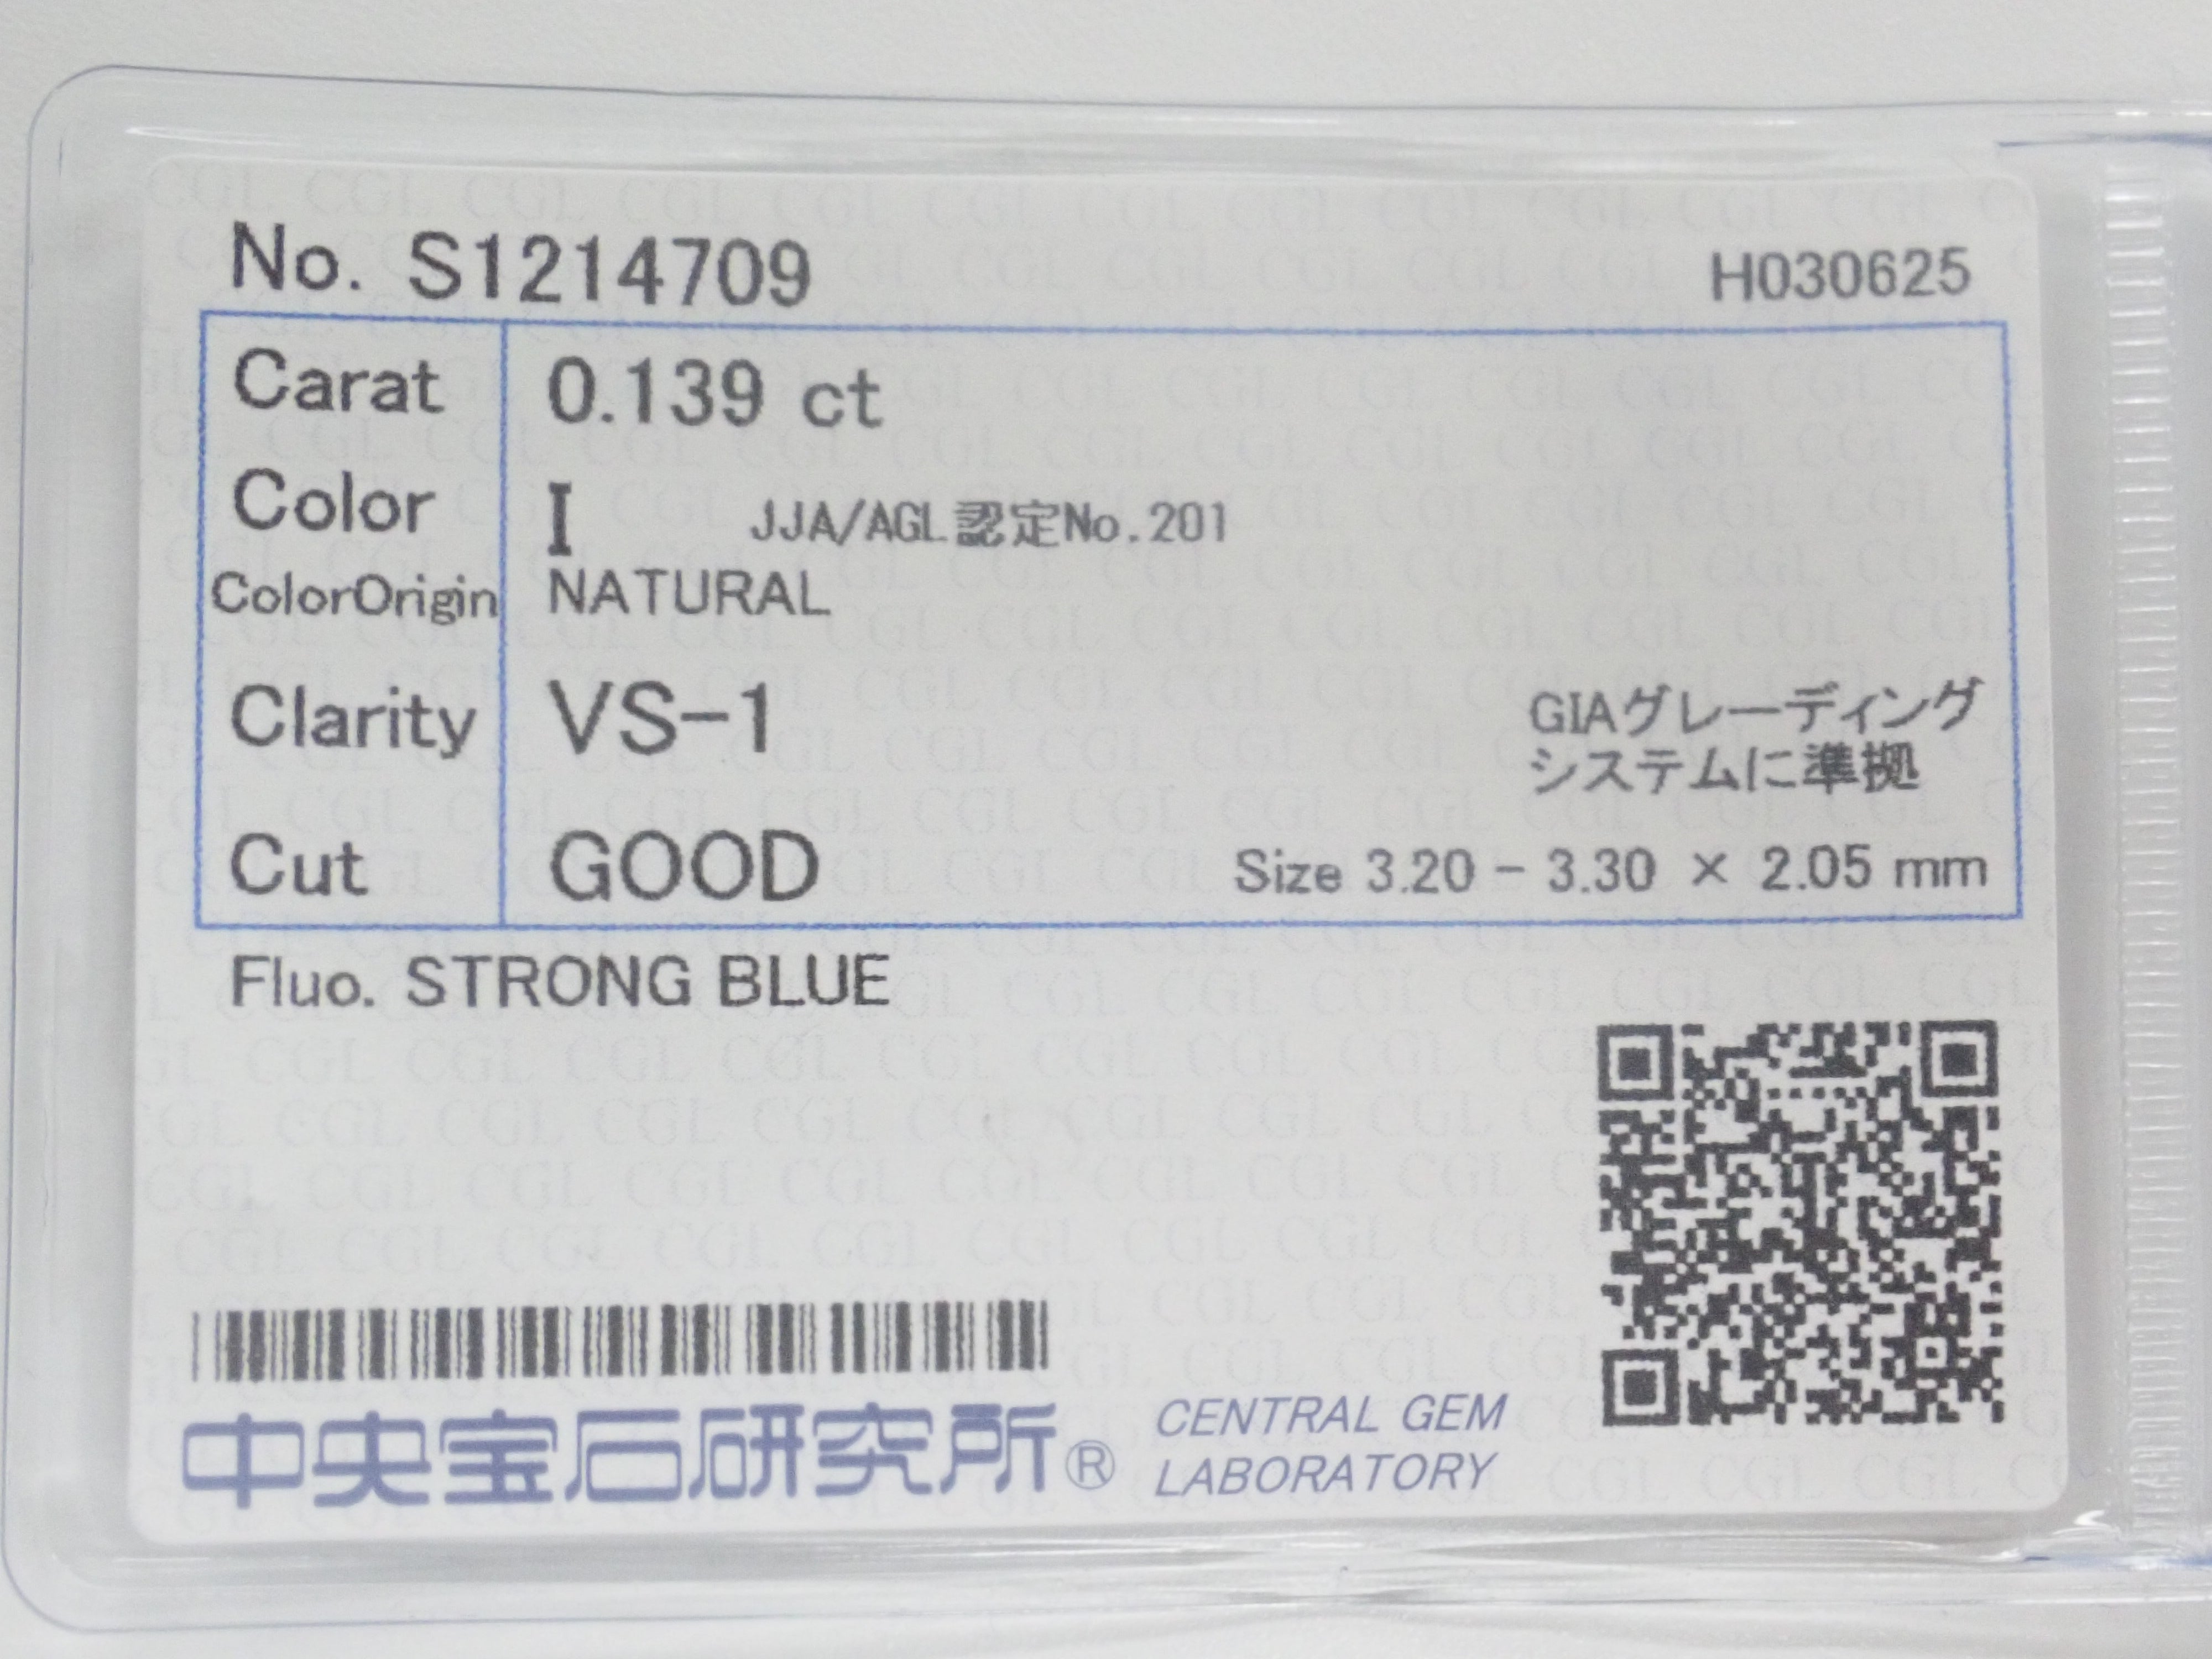 No. S1214709 H030625
Carat 0.139 ct
Color I JJA/AGL認定No.201
ColorOrigin NATURAL
Clarity VS-1
GIAグレーディング
システムに準拠
Cut GOOD Size 3.20 - 3.30 × 2.05 mm
Fluo. STRONG BLUE
中央宝石研究所® CENTRAL GEM
LABORATORY